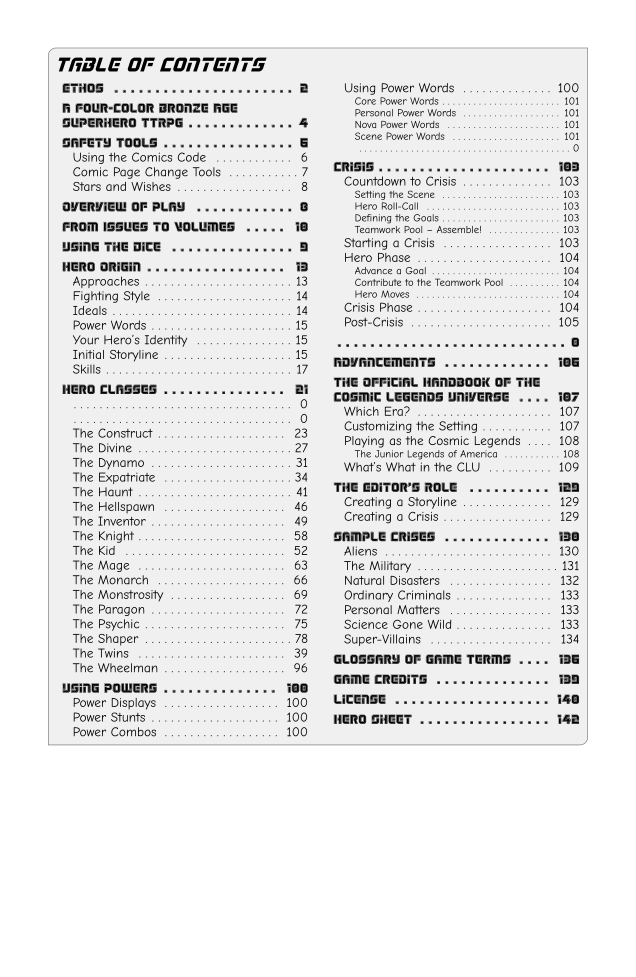 TABLE OF CONTENTS
ETHOS . . . . . . . . . . . . . . . . . . . . . . 2
A FOUR-COLOR BRONZE AGE
SUPERHERO TTRPG . . . . . . . . . . . . . 4
SAFETY TOOLS . . . . . . . . . . . . . . . . 6
Using the Comics Code . . . . . . . . . . . . 6
Comic Page Change Tools . . . . . . . . . . . 7
Stars and Wishes . . . . . . . . . . . . . . . . . . 8
OVERVIEW OF PLAY . . . . . . . . . . . . 8
FROM ISSUES TO VOLUMES . . . . . 10
USING THE DICE . . . . . . . . . . . . . . . 9
HERO ORIGIN . . . . . . . . . . . . . . . . . 13
Approaches . . . . . . . . . . . . . . . . . . . . . . . 13
Fighting Style . . . . . . . . . . . . . . . . . . . . . 14
Ideals . . . . . . . . . . . . . . . . . . . . . . . . . . . . 14
Power Words . . . . . . . . . . . . . . . . . . . . . . 15
Your Hero's Identity . . . . . . . . . . . . . . . 15
Initial Storyline . . . . . . . . . . . . . . . . . . . . 15
Skills . . . . . . . . . . . . . . . . . . . . . . . . . . . . . 17
HERO CLASSES . . . . . . . . . . . . . . . 21
. . . . . . . . . . . . . . . . . . . . . . . . . . . . . . . . . . 0
. . . . . . . . . . . . . . . . . . . . . . . . . . . . . . . . . . 0
The Construct . . . . . . . . . . . . . . . . . . . . . 23
The Divine . . . . . . . . . . . . . . . . . . . . . . . . 27
The Dynamo . . . . . . . . . . . . . . . . . . . . . . 31
The Expatriate . . . . . . . . . . . . . . . . . . . . 34
The Haunt . . . . . . . . . . . . . . . . . . . . . . . . 41
The Hellspawn . . . . . . . . . . . . . . . . . . . . 46
The Inventor . . . . . . . . . . . . . . . . . . . . . . 49
The Knight . . . . . . . . . . . . . . . . . . . . . . . . 58
The Kid . . . . . . . . . . . . . . . . . . . . . . . . . . 52
The Mage . . . . . . . . . . . . . . . . . . . . . . . . 63
The Monarch . . . . . . . . . . . . . . . . . . . . . 66
The Monstrosity . . . . . . . . . . . . . . . . . . . 69
The Paragon . . . . . . . . . . . . . . . . . . . . . . 72
The Psychic . . . . . . . . . . . . . . . . . . . . . . . 75
The Shaper . . . . . . . . . . . . . . . . . . . . . . . 78
The Twins . . . . . . . . . . . . . . . . . . . . . . . . 39
The Wheelman . . . . . . . . . . . . . . . . . . . . 96
USING POWERS . . . . . . . . . . . . . . 100
Power Displays . . . . . . . . . . . . . . . . . . 100
Power Stunts . . . . . . . . . . . . . . . . . . . . 100
Power Combos . . . . . . . . . . . . . . . . . . 100
Using Power Words . . . . . . . . . . . . . . 100
Core Power Words . . . . . . . . . . . . . . . . . . . . . . 101
Personal Power Words . . . . . . . . . . . . . . . . . . 101
Nova Power Words . . . . . . . . . . . . . . . . . . . . . 101
Scene Power Words . . . . . . . . . . . . . . . . . . . . 101
. . . . . . . . . . . . . . . . . . . . . . . . . . . . . . . . . . . . . . . 0
CRISIS . . . . . . . . . . . . . . . . . . . . . 103
Countdown to Crisis . . . . . . . . . . . . . . 103
Setting the Scene . . . . . . . . . . . . . . . . . . . . . . 103
Hero Roll-Call . . . . . . . . . . . . . . . . . . . . . . . . . 103
Defining the Goals . . . . . . . . . . . . . . . . . . . . . . 103
Teamwork Pool – Assemble! . . . . . . . . . . . . . 103
Starting a Crisis . . . . . . . . . . . . . . . . . 103
Hero Phase . . . . . . . . . . . . . . . . . . . . . 104
Advance a Goal . . . . . . . . . . . . . . . . . . . . . . . . 104
Contribute to the Teamwork Pool . . . . . . . . . . 104
Hero Moves . . . . . . . . . . . . . . . . . . . . . . . . . . . 104
Crisis Phase . . . . . . . . . . . . . . . . . . . . . 104
Post-Crisis . . . . . . . . . . . . . . . . . . . . . . 105
. . . . . . . . . . . . . . . . . . . . . . . . . . . . 0
ADVANCEMENTS . . . . . . . . . . . . . 106
THE OFFICIAL HANDBOOK OF THE
COSMIC LEGENDS UNIVERSE . . . . 107
Which Era? . . . . . . . . . . . . . . . . . . . . . 107
Customizing the Setting . . . . . . . . . . . 107
Playing as the Cosmic Legends . . . . 108
The Junior Legends of America . . . . . . . . . . . 108
What's What in the CLU . . . . . . . . . . 109
THE EDITOR'S ROLE . . . . . . . . . . 129
Creating a Storyline . . . . . . . . . . . . . . 129
Creating a Crisis . . . . . . . . . . . . . . . . . 129
SAMPLE CRISES . . . . . . . . . . . . . 130
Aliens . . . . . . . . . . . . . . . . . . . . . . . . . . 130
The Military . . . . . . . . . . . . . . . . . . . . . . 131
Natural Disasters . . . . . . . . . . . . . . . . 132
Ordinary Criminals . . . . . . . . . . . . . . . 133
Personal Matters . . . . . . . . . . . . . . . . 133
Science Gone Wild . . . . . . . . . . . . . . . 133
Super-Villains . . . . . . . . . . . . . . . . . . . 134
GLOSSARY OF GAME TERMS . . . . 136
GAME CREDITS . . . . . . . . . . . . . . 139
LICENSE . . . . . . . . . . . . . . . . . . . 140
HERO SHEET . . . . . . . . . . . . . . . . 142